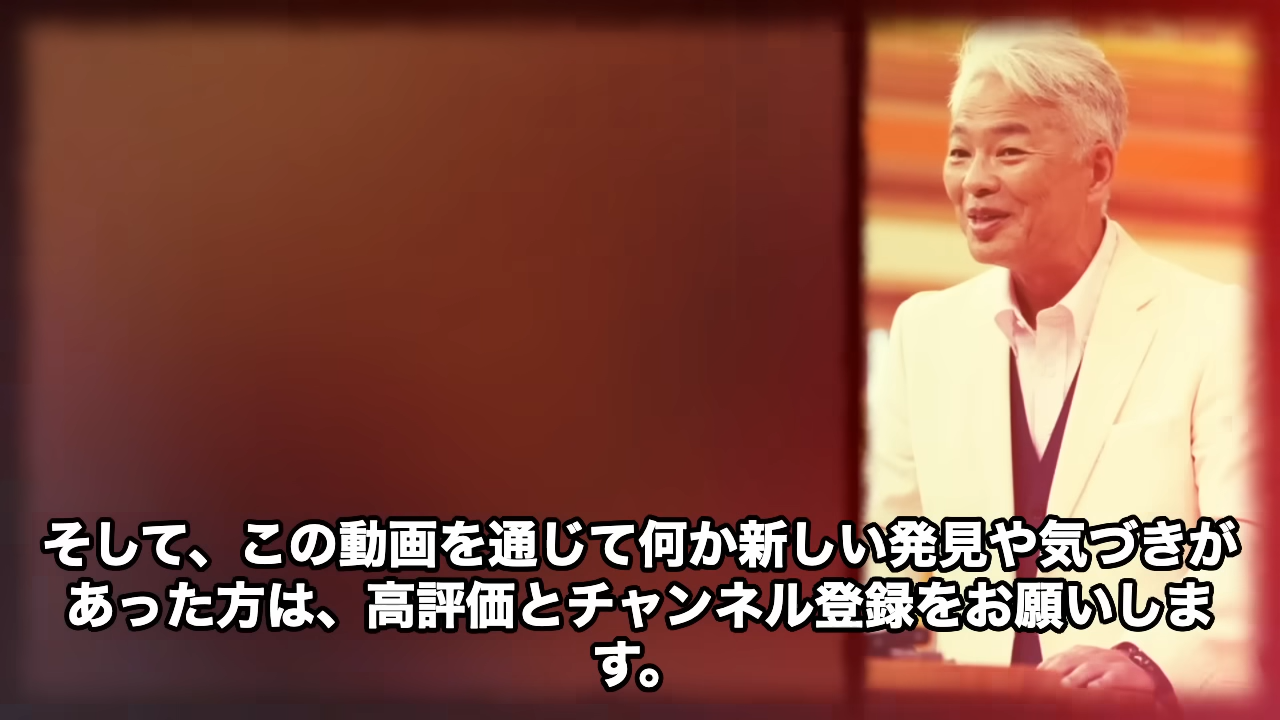 そして、この動画を通じて何か新しい発見や気づきが
あった方は、高評価とチャンネル登録をお願いしま
す。